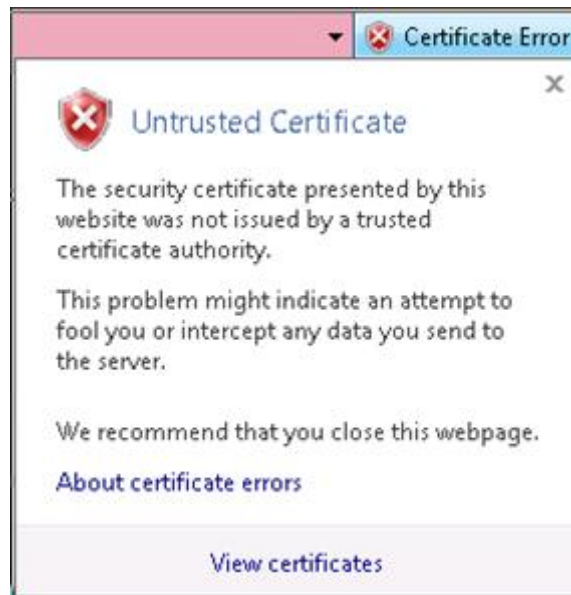 Certificate Error
Untrusted Certificate
The security certificate presented by this
website was not issued by a trusted
certificate authority.
This problem might indicate an attempt to
fool you or intercept any data you send to
the server.
We recommend that you close this webpage.
About certificate errors
View certificates